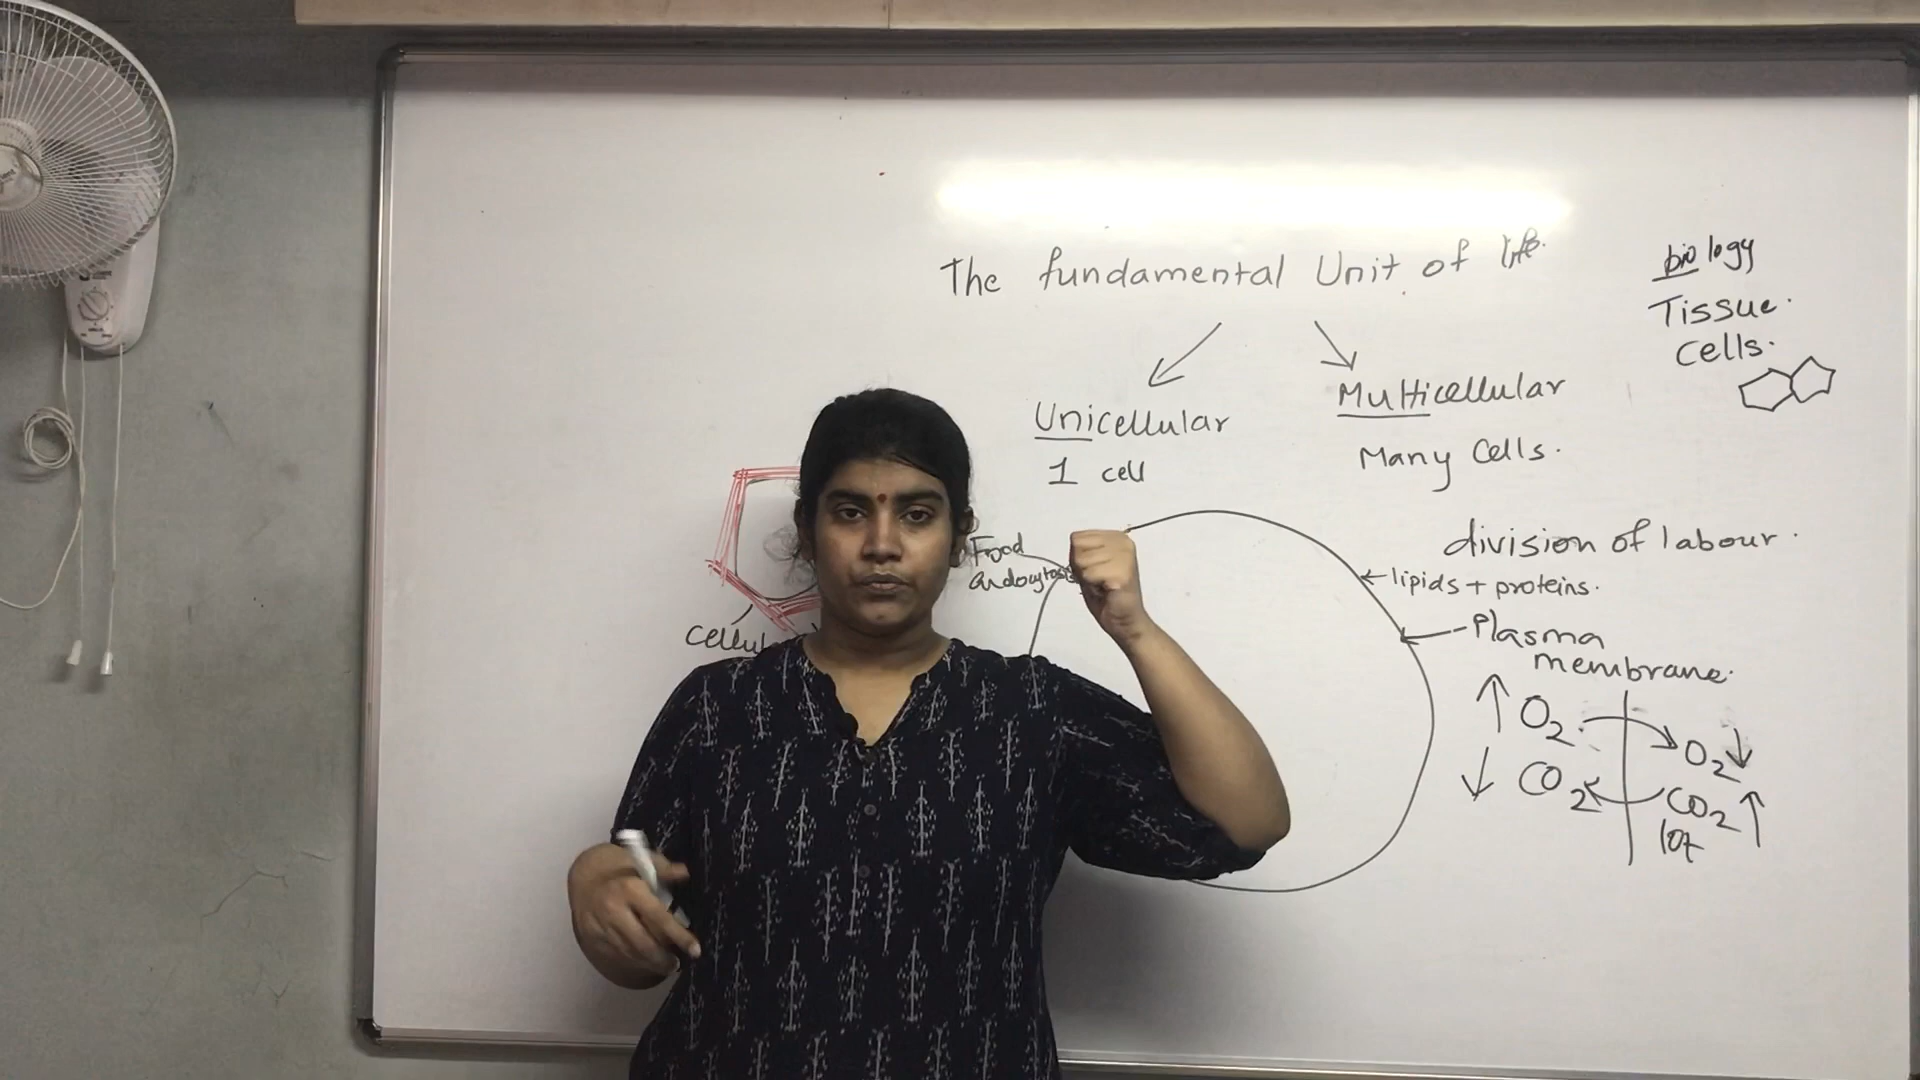 The fundamental Unit of life.
Unicellular
1 cell
Multicellular
Many Cells.
biology
Tissue.
Cells.
Food
endocytosis
division of labour.
lipids + proteins.
Plasma
membrane.
O2
O2
CO2
CO2